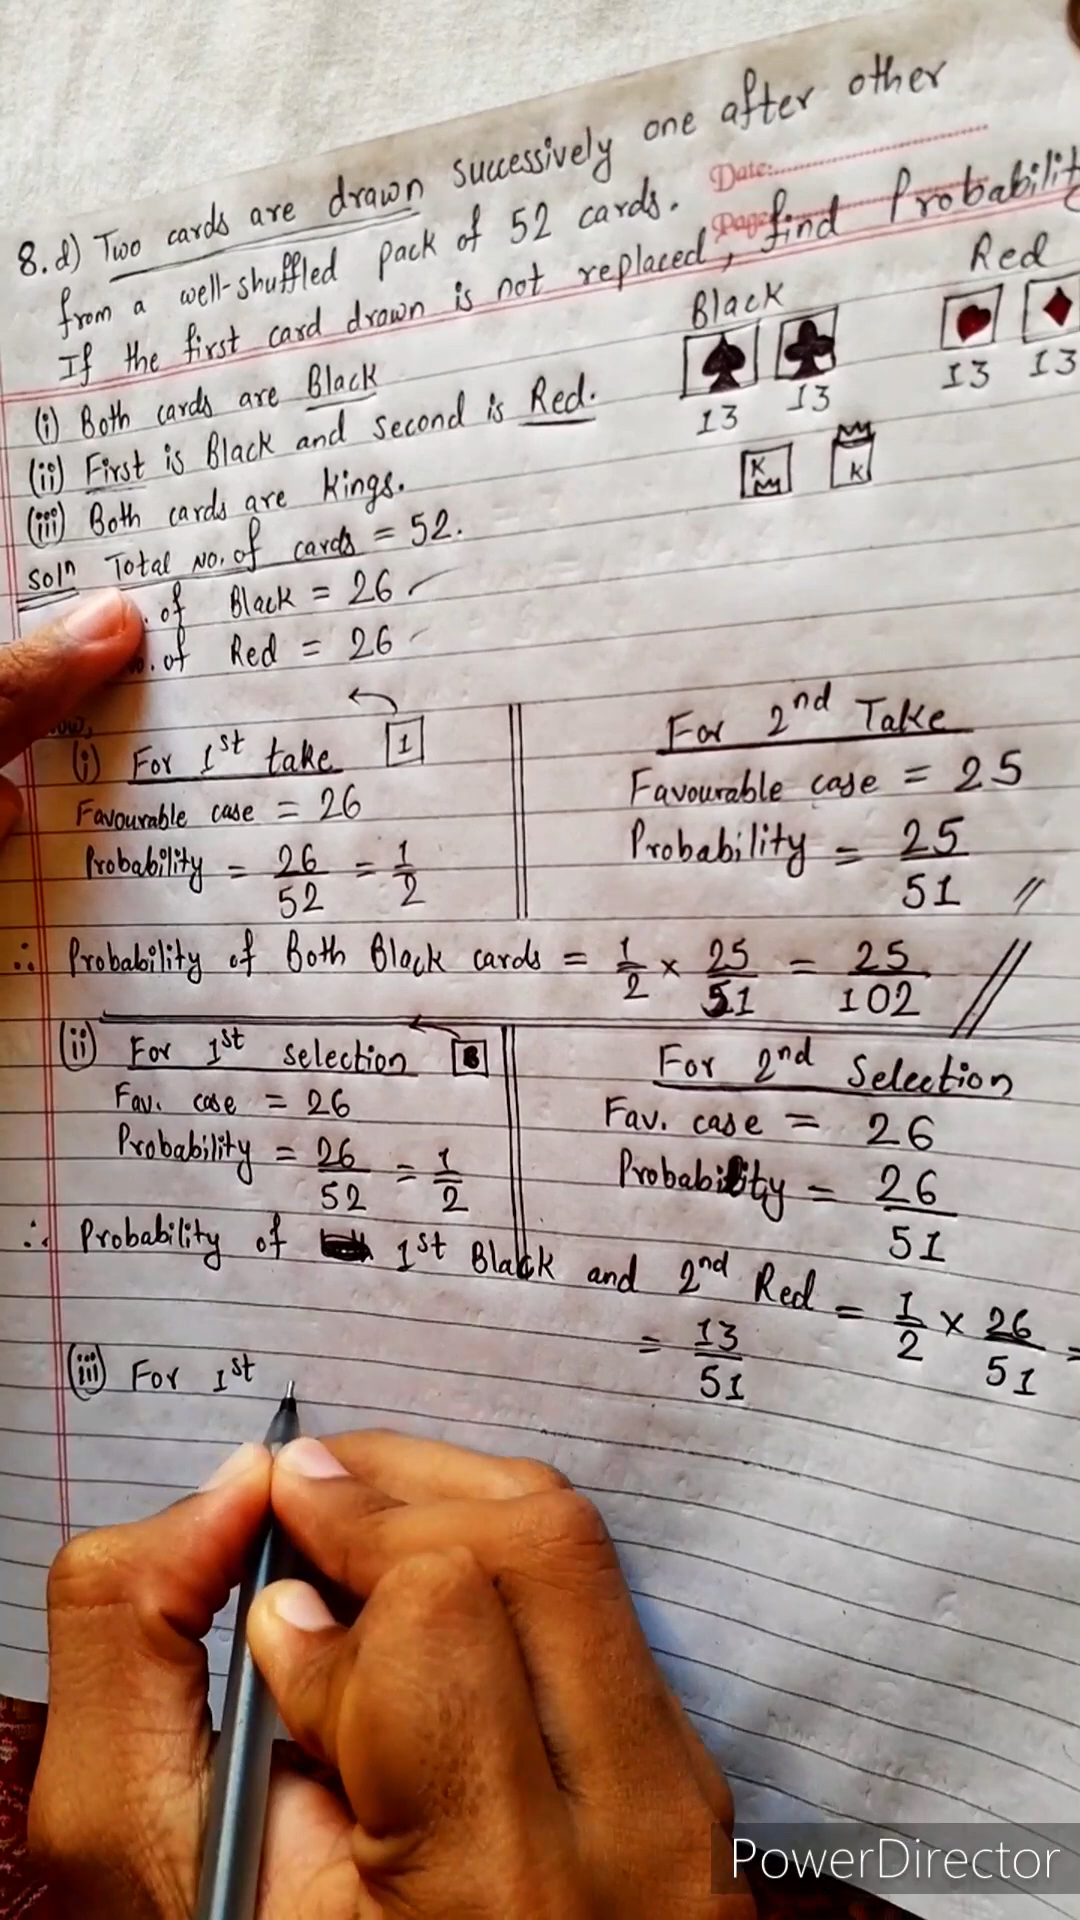 8.d) Two cards are drawn successively one after other
from a well-shuffled pack of 52 cards.
If the first card drawn is not replaced, find Probability
Date:
Page
(i) Both cards are Black
(ii) First is Black and second is Red.
(iii) Both cards are kings.
Black
13 13
Red
13 13
K K
Soln Total No. of cards = 52.
. of Black = 26
o. of Red = 26
(i) For 1st take 1
Favourable case = 26
Probability = 26/52 = 1/2
For 2nd Take
Favourable case = 25
Probability = 25/51
∴ Probability of Both Black cards = 1/2 × 25/51 = 25/102
(ii) For 1st selection B
Fav. case = 26
Probability = 26/52 = 1/2
For 2nd Selection
Fav. case = 26
Probability = 26/51
∴ Probability of 1st Black and 2nd Red = 1/2 × 26/51 =
= 13/51
(iii) For 1st
PowerDirector